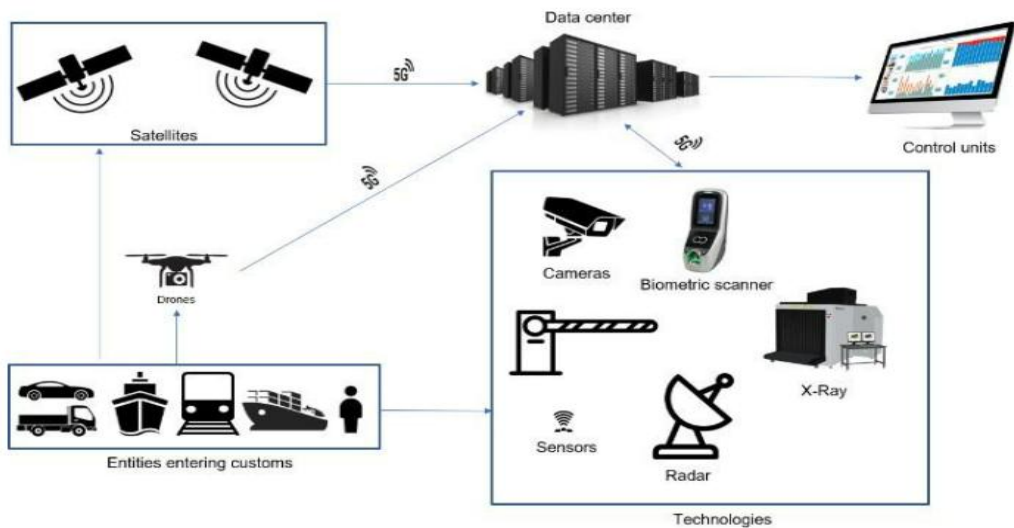 Data center
5G
Satellites
Control units
5G
5G
Cameras
Biometric scanner
Drones
X-Ray
Sensors
Radar
Entities entering customs
Technologies